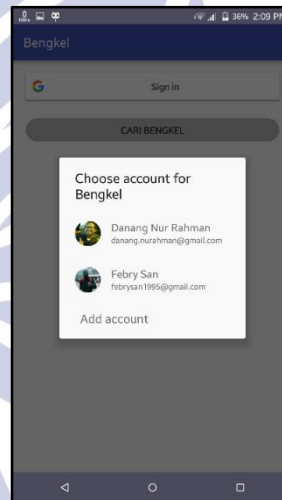 36% 2:09 PM
Bengkel
Sign in
CARI BENGKEL
Choose account for
Bengkel
Danang Nur Rahman
danang.nurahman@gmail.com
Febry San
febrysan1995@gmail.com
Add account